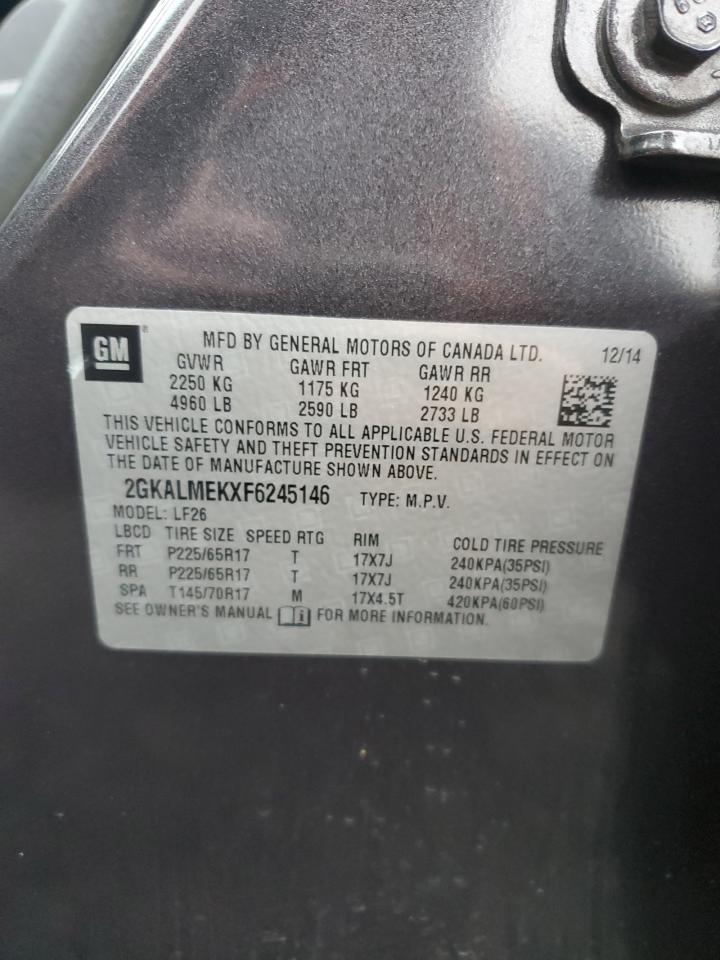 GM ® MFD BY GENERAL MOTORS OF CANADA LTD. 12/14
GVWR GAWR FRT GAWR RR
2250 KG 1175 KG 1240 KG
4960 LB 2590 LB 2733 LB
THIS VEHICLE CONFORMS TO ALL APPLICABLE U.S. FEDERAL MOTOR
VEHICLE SAFETY AND THEFT PREVENTION STANDARDS IN EFFECT ON
THE DATE OF MANUFACTURE SHOWN ABOVE.
2GKALMEKXF6245146 TYPE: M.P.V.
MODEL: LF26
LBCD TIRE SIZE SPEED RTG RIM COLD TIRE PRESSURE
FRT P225/65R17 T 17X7J 240KPA(35PSI)
RR P225/65R17 T 17X7J 240KPA(35PSI)
SPA T145/70R17 M 17X4.5T 420KPA(60PSI)
SEE OWNER'S MANUAL i FOR MORE INFORMATION.